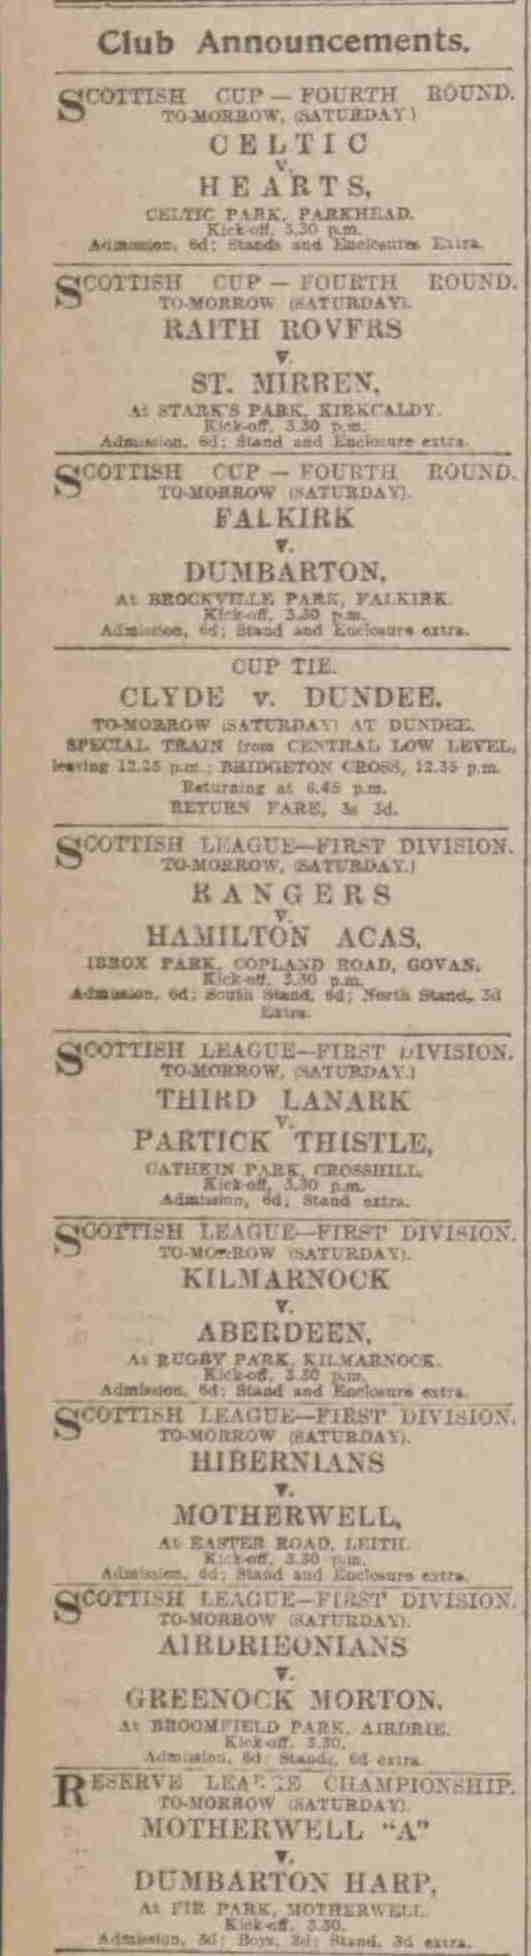 Club Announcements.
SCOTTISH CUP — FOURTH ROUND.
TO-MORROW, (SATURDAY)
CELTIC
v.
HEARTS,
CELTIC PARK, PARKHEAD.
Kick-off, 3.30 p.m.
Admission, 6d; Stands and Enclosures Extra.
SCOTTISH CUP — FOURTH ROUND.
TO-MORROW (SATURDAY).
RAITH ROVERS
v.
ST. MIRREN,
At STARK'S PARK, KIRKCALDY.
Kick-off, 3.30 p.m.
Admission, 6d; Stand and Enclosure extra.
SCOTTISH CUP — FOURTH ROUND.
TO-MORROW (SATURDAY).
FALKIRK
v.
DUMBARTON,
At BROCKVILLE PARK, FALKIRK.
Kick-off, 3.30 p.m.
Admission, 6d; Stand and Enclosure extra.
CUP TIE.
CLYDE v. DUNDEE.
TO-MORROW (SATURDAY) AT DUNDEE.
SPECIAL TRAIN from CENTRAL LOW LEVEL,
leaving 12.25 p.m.; BRIDGETON CROSS, 12.35 p.m.
Returning at 6.45 p.m.
RETURN FARE, 3s 3d.
SCOTTISH LEAGUE—FIRST DIVISION.
TO-MORROW, (SATURDAY.)
RANGERS
v.
HAMILTON ACAS,
IBROX PARK, COPLAND ROAD, GOVAN.
Kick-off, 3.30 p.m.
Admission, 6d; South Stand, 6d; North Stand, 3d
Extra.
SCOTTISH LEAGUE—FIRST DIVISION.
TO-MORROW, (SATURDAY.)
THIRD LANARK
v.
PARTICK THISTLE,
CATHKIN PARK, CROSSHILL.
Kick-off, 3.30 p.m.
Admission, 6d; Stand extra.
SCOTTISH LEAGUE—FIRST DIVISION.
TO-MORROW (SATURDAY).
KILMARNOCK
v.
ABERDEEN,
At RUGBY PARK, KILMARNOCK.
Kick-off, 3.30 p.m.
Admission, 6d; Stand and Enclosure extra.
SCOTTISH LEAGUE—FIRST DIVISION.
TO-MORROW (SATURDAY).
HIBERNIANS
v.
MOTHERWELL,
At EASTER ROAD, LEITH.
Kick-off, 3.30 p.m.
Admission, 6d; Stand and Enclosure extra.
SCOTTISH LEAGUE—FIRST DIVISION.
TO-MORROW (SATURDAY).
AIRDRIEONIANS
v.
GREENOCK MORTON,
At BROOMFIELD PARK, AIRDRIE.
Kick-off, 3.30.
Admission, 6d; Stands, 6d extra.
RESERVE LEAGUE CHAMPIONSHIP.
TO-MORROW (SATURDAY).
MOTHERWELL "A"
v.
DUMBARTON HARP,
At FIR PARK, MOTHERWELL.
Kick-off, 3.30.
Admission, 3d; Boys, 2d; Stand, 3d extra.